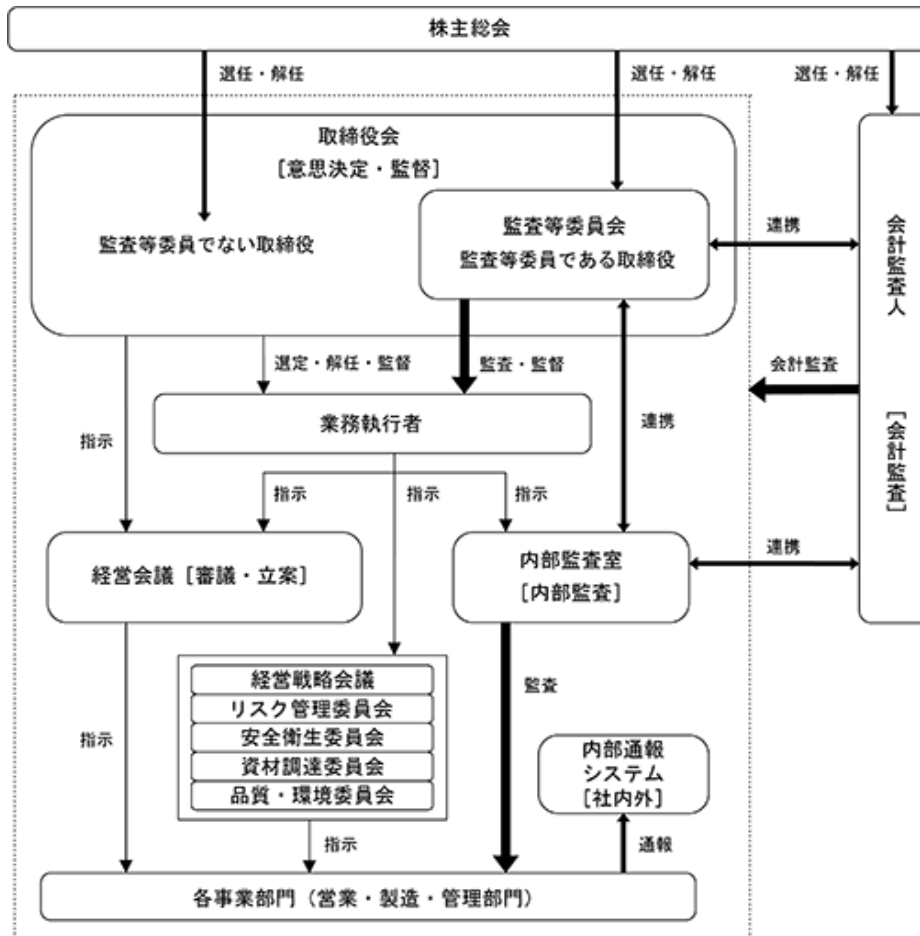 株主総会
選任・解任
選任・解任
選任・解任
取締役会
[意思決定・監督]
監査等委員でない取締役
監査等委員会
監査等委員である取締役
連携
会計監査人
[会計監査]
選定・解任・監督
監査・監督
会計監査
業務執行者
連携
指示
指示
指示
指示
経営会議[審議・立案]
内部監査室
[内部監査]
連携
経営戦略会議
リスク管理委員会
安全衛生委員会
資材調達委員会
品質・環境委員会
監査
指示
内部通報
システム
[社内外]
指示
通報
各事業部門(営業・製造・管理部門)